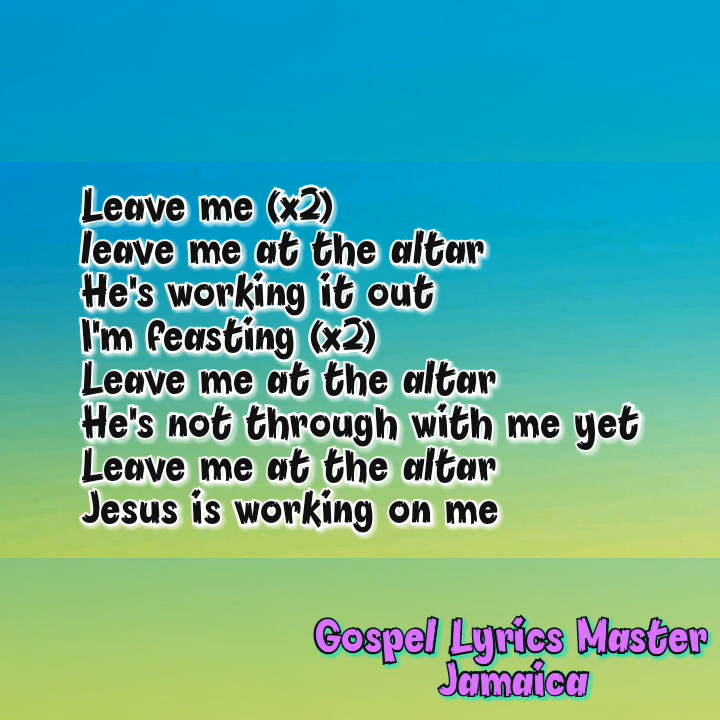 Leave me (x2)
leave me at the altar
He's working it out
I'm feasting (x2)
Leave me at the altar
He's not through with me yet
Leave me at the altar
Jesus is working on me
Gospel Lyrics Master
Jamaica